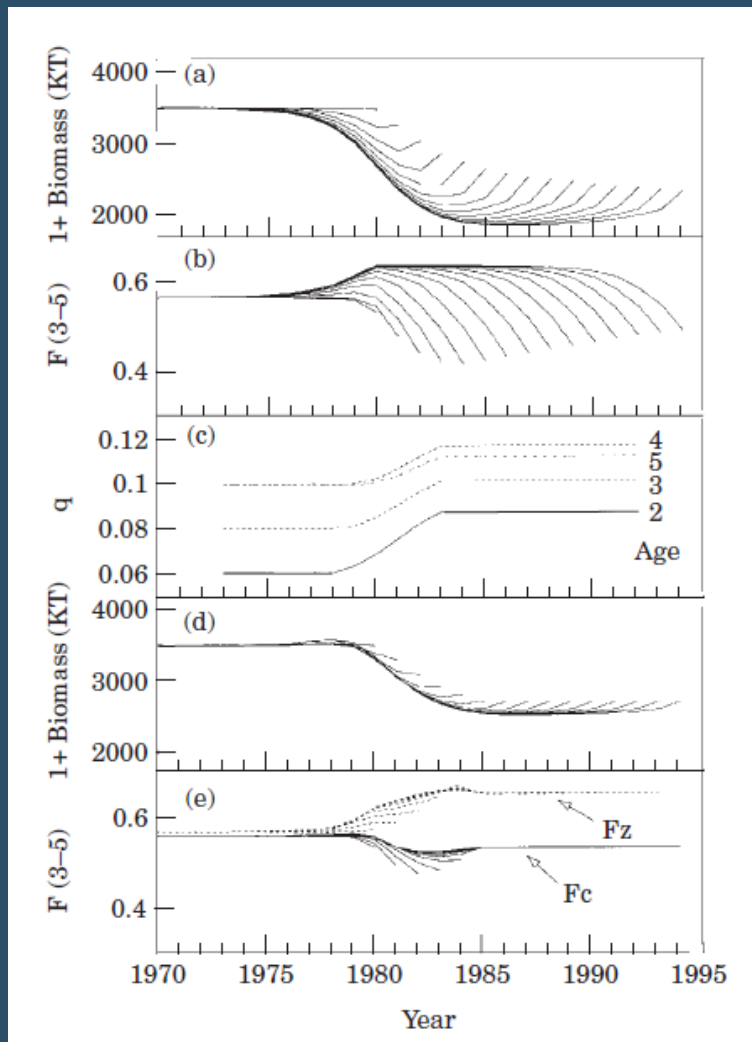 (a)
1+ Biomass (KT)
4000
3000
2000
(b)
F (3–5)
0.6
0.4
(c)
q
0.12
0.1
0.08
0.06
4
5
3
2
Age
(d)
1+ Biomass (KT)
4000
3000
2000
(e)
F (3–5)
0.6
0.4
Fz
Fc
1970 1975 1980 1985 1990 1995
Year